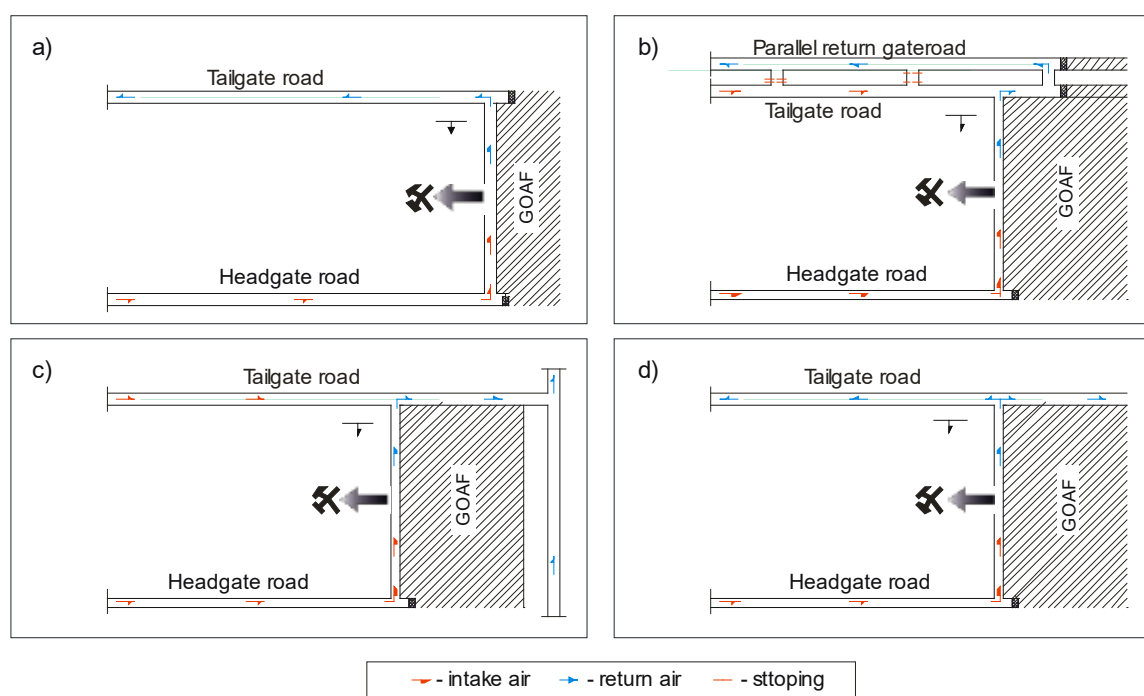 a)
Tailgate road
GOAF
Headgate road
b)
Parallel return gateroad
Tailgate road
GOAF
Headgate road
c)
Tailgate road
GOAF
Headgate road
d)
Tailgate road
GOAF
Headgate road
- intake air - return air - sttoping